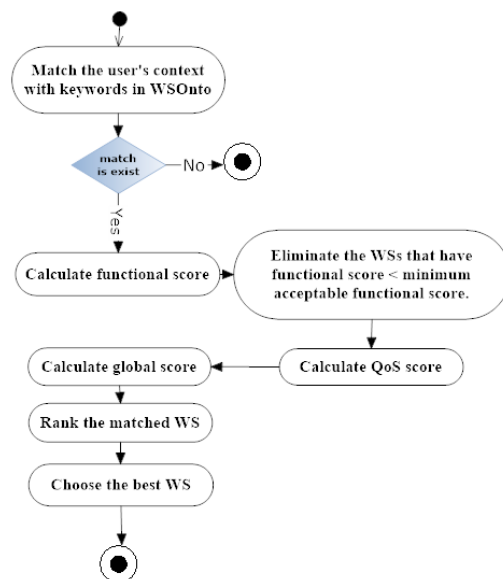 Match the user's context
with keywords in WSOnto
match
is exist
No
Yes
Calculate functional score
Eliminate the WSs that have
functional score < minimum
acceptable functional score.
Calculate QoS score
Calculate global score
Rank the matched WS
Choose the best WS